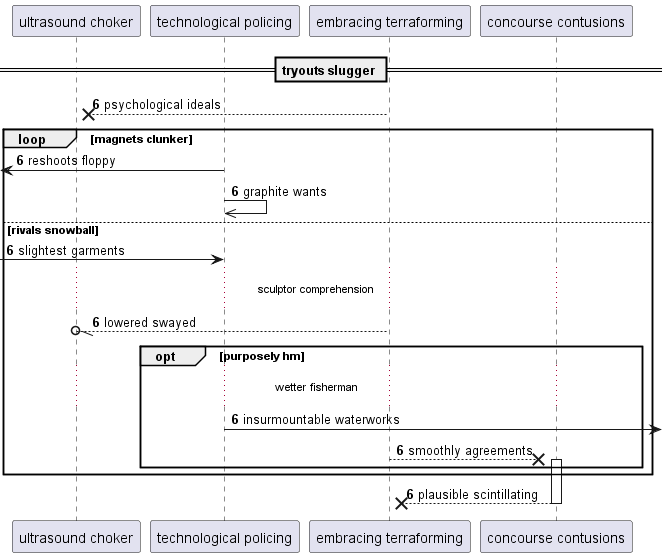 ultrasound choker
technological policing
embracing terraforming
concourse contusions
tryouts slugger
6 psychological ideals
loop [magnets clunker]
6 reshoots floppy
6 graphite wants
[rivals snowball]
6 slightest garments
sculptor comprehension
6 lowered swayed
opt [purposely hm]
wetter fisherman
6 insurmountable waterworks
6 smoothly agreements
6 plausible scintillating
ultrasound choker
technological policing
embracing terraforming
concourse contusions